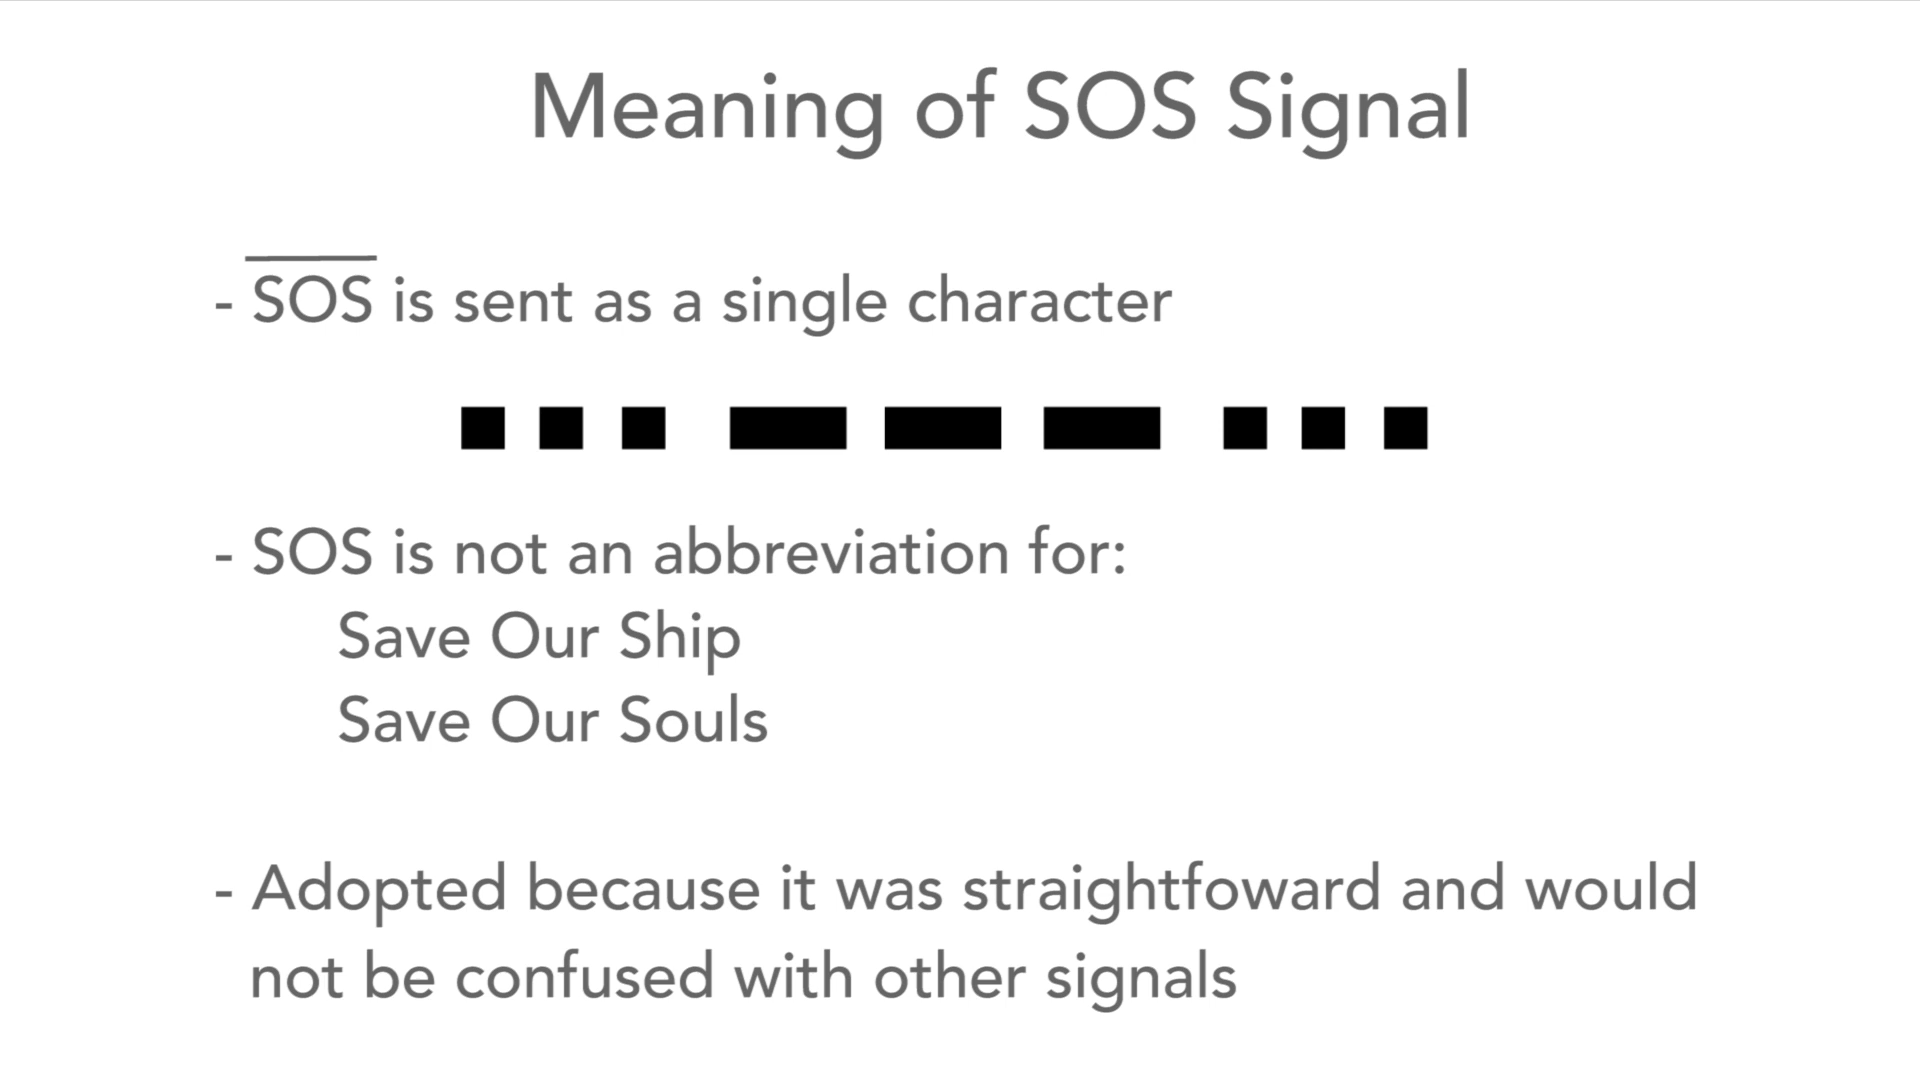 Meaning of SOS Signal
- SOS is sent as a single character
- SOS is not an abbreviation for:
Save Our Ship
Save Our Souls
- Adopted because it was straightfoward and would
not be confused with other signals